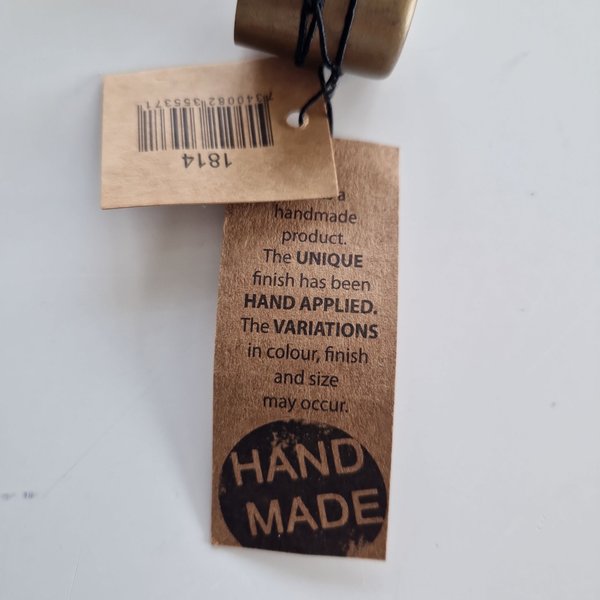 1814
7340082355371
a
handmade
product.
The UNIQUE
finish has been
HAND APPLIED.
The VARIATIONS
in colour, finish
and size
may occur.
HAND
MADE